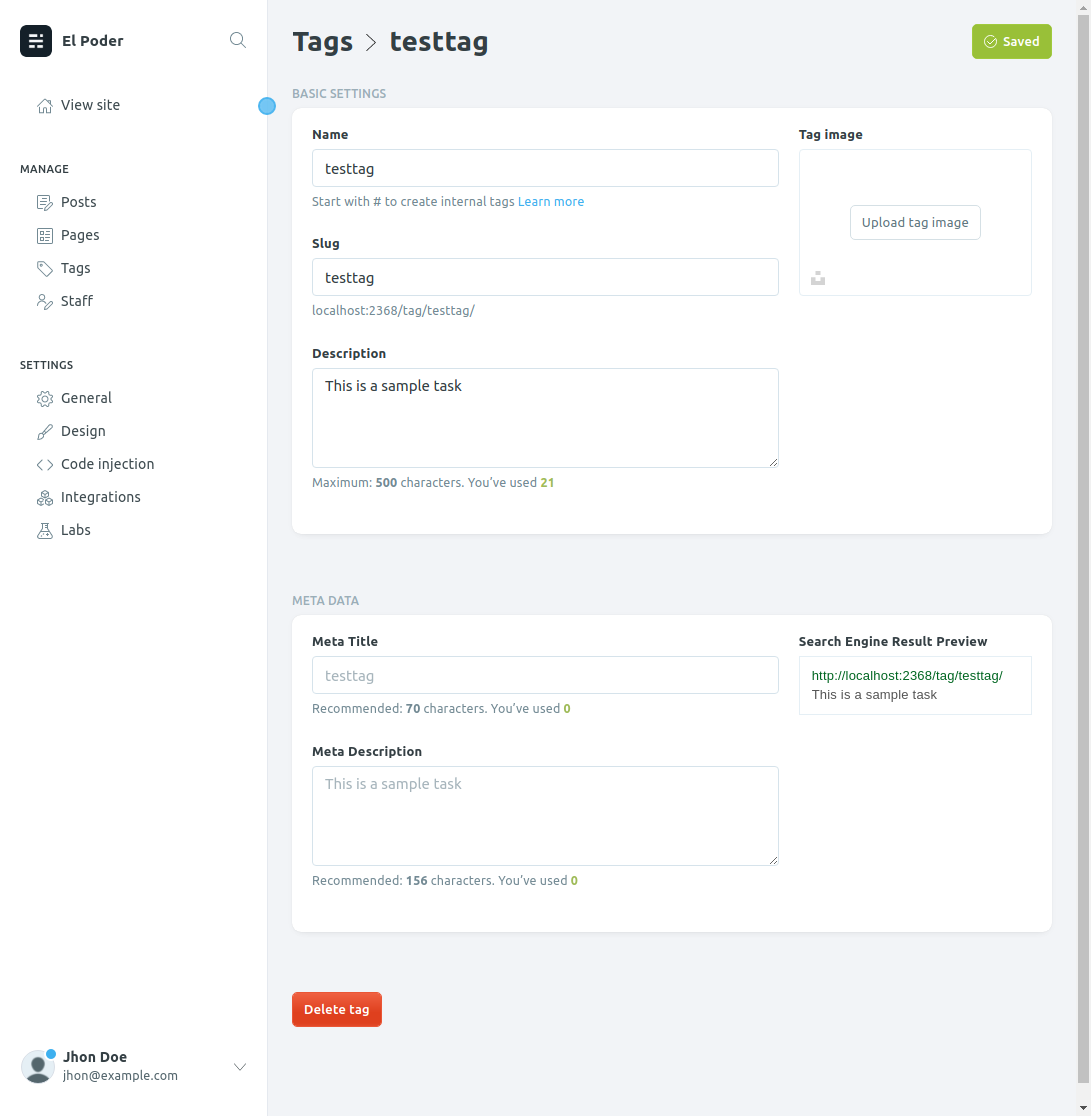 El Poder
View site
MANAGE
Posts
Pages
Tags
Staff
SETTINGS
General
Design
Code injection
Integrations
Labs
Jhon Doe
jhon@example.com
Tags > testtag
Saved
BASIC SETTINGS
Name
testtag
Start with # to create internal tags Learn more
Slug
testtag
localhost:2368/tag/testtag/
Description
This is a sample task
Maximum: 500 characters. You’ve used 21
Tag image
Upload tag image
META DATA
Meta Title
testtag
Recommended: 70 characters. You’ve used 0
Meta Description
This is a sample task
Recommended: 156 characters. You’ve used 0
Search Engine Result Preview
http://localhost:2368/tag/testtag/
This is a sample task
Delete tag